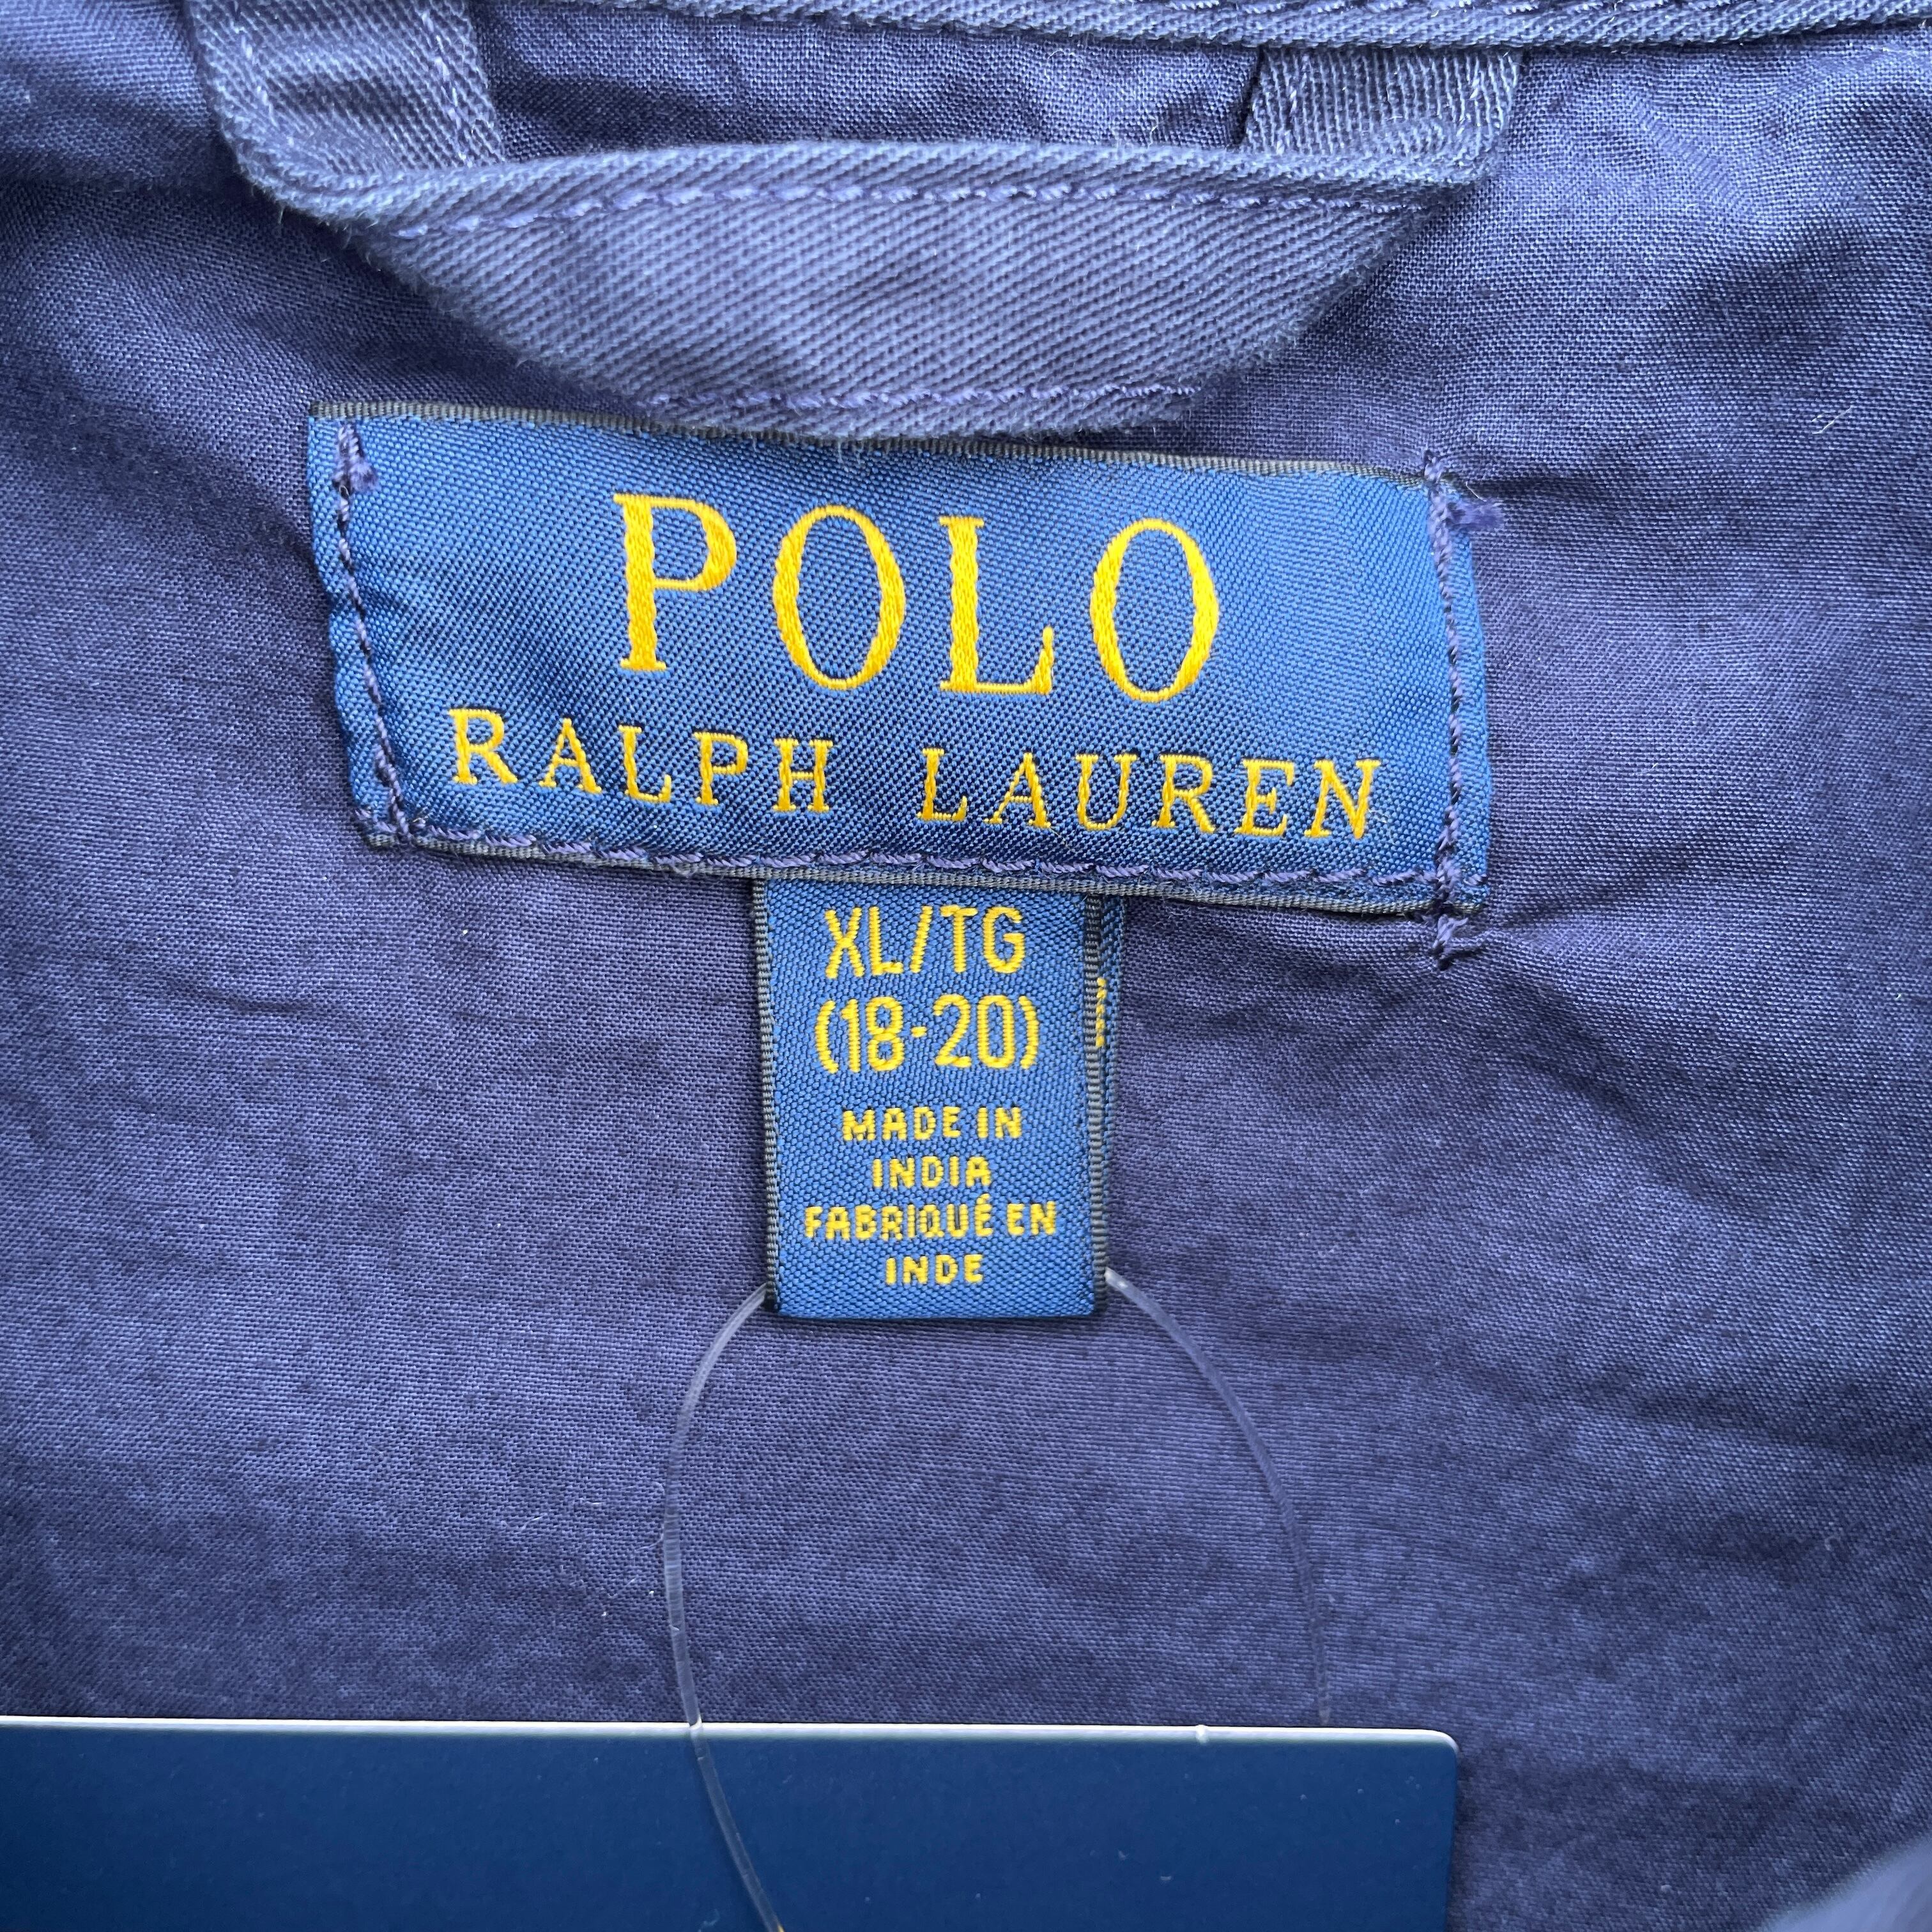 POLO
RALPH LAUREN
XL/TG
(18-20)
MADE IN
INDIA
FABRIQUÉ EN
INDE